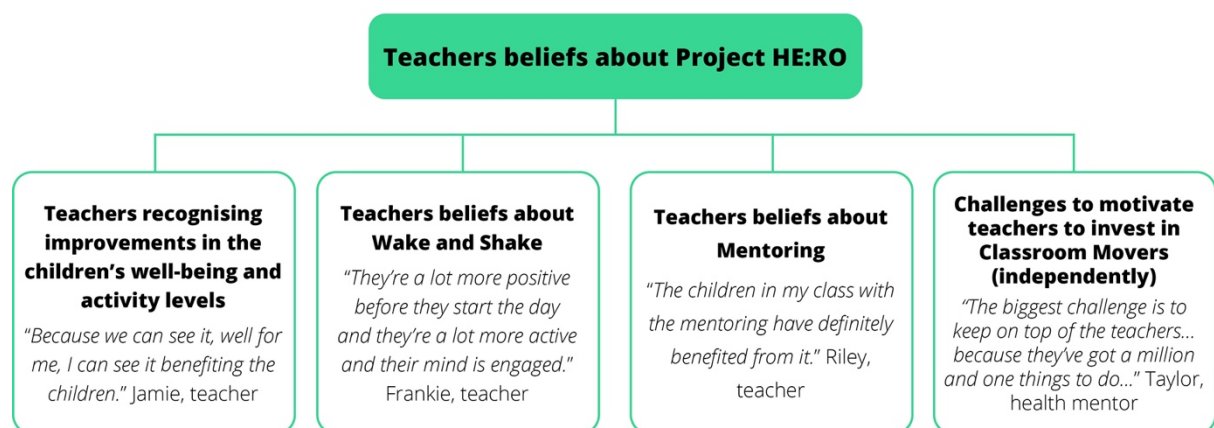 Teachers beliefs about Project HE:RO
Teachers recognising
improvements in the
children’s well-being and
activity levels
“Because we can see it, well for
me, I can see it benefiting the
children.” Jamie, teacher
Teachers beliefs about
Wake and Shake
“They’re a lot more positive
before they start the day
and they’re a lot more active
and their mind is engaged.”
Frankie, teacher
Teachers beliefs about
Mentoring
“The children in my class with
the mentoring have definitely
benefited from it.” Riley,
teacher
Challenges to motivate
teachers to invest in
Classroom Movers
(independently)
“The biggest challenge is to
keep on top of the teachers...
because they’ve got a million
and one things to do...” Taylor,
health mentor